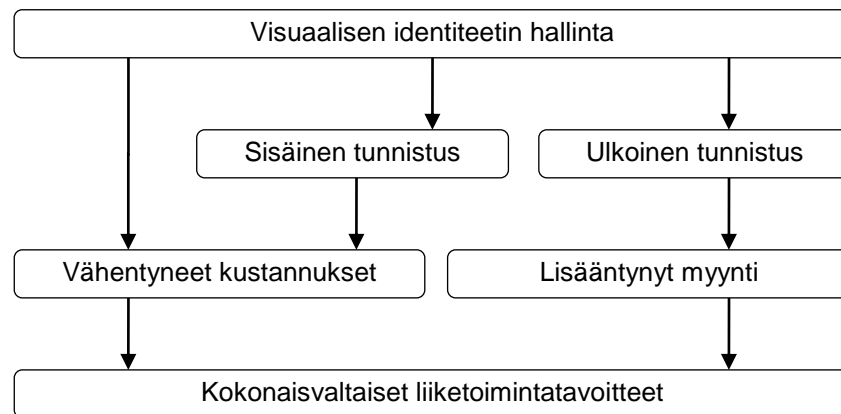 Visuaalisen identiteetin hallinta
Sisäinen tunnistus
Ulkoinen tunnistus
Vähentyneet kustannukset
Lisääntynyt myynti
Kokonaisvaltaiset liiketoimintatavoitteet